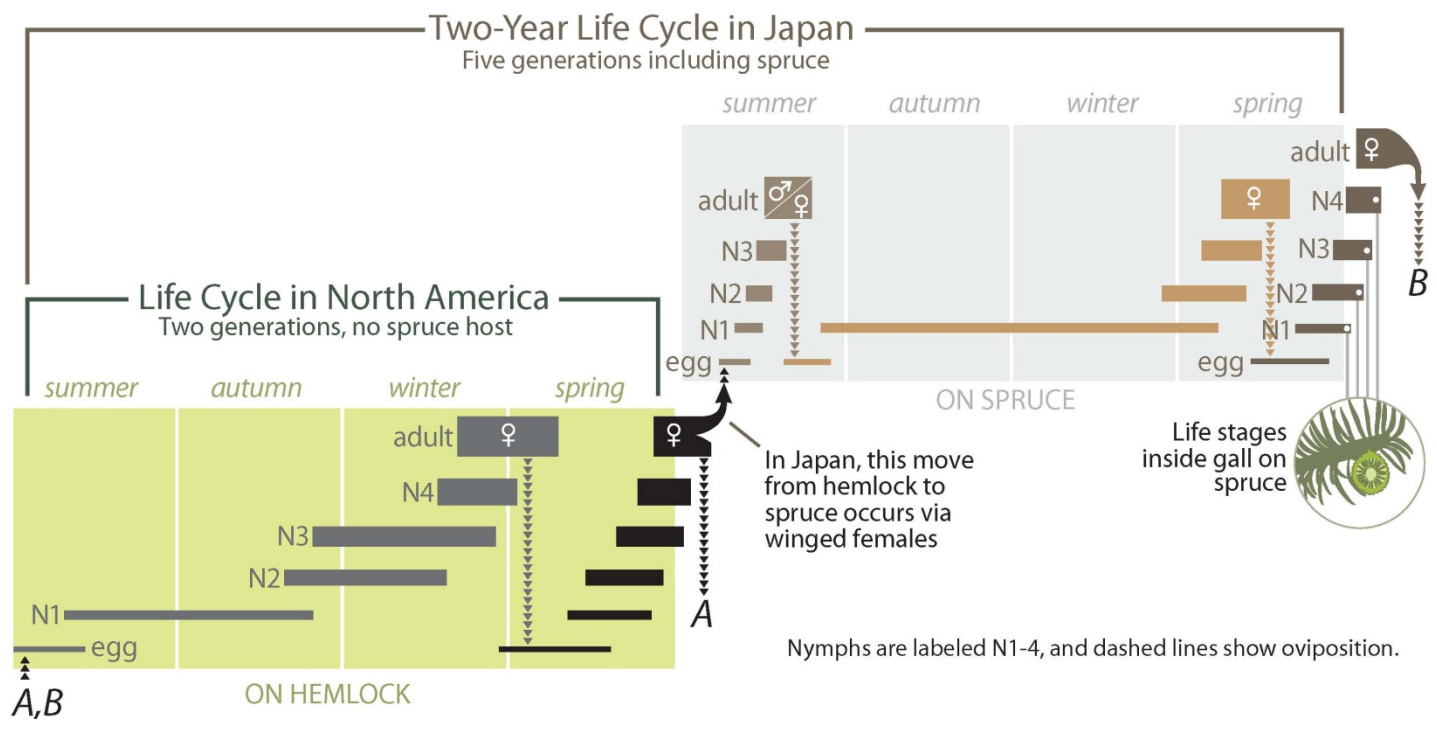 Two-Year Life Cycle in Japan
Five generations including spruce
summer autumn winter spring
adult ♀
adult ♂ ♀
♀
N4
N3
N3
N2
N2
N1
N1
egg
egg
B
ON SPRUCE
Life Cycle in North America
Two generations, no spruce host
summer autumn winter spring
adult ♀
♀
N4
N3
N2
N1
egg
A
A,B
ON HEMLOCK
In Japan, this move
from hemlock to
spruce occurs via
winged females
Life stages
inside gall on
spruce
Nymphs are labeled N1-4, and dashed lines show oviposition.